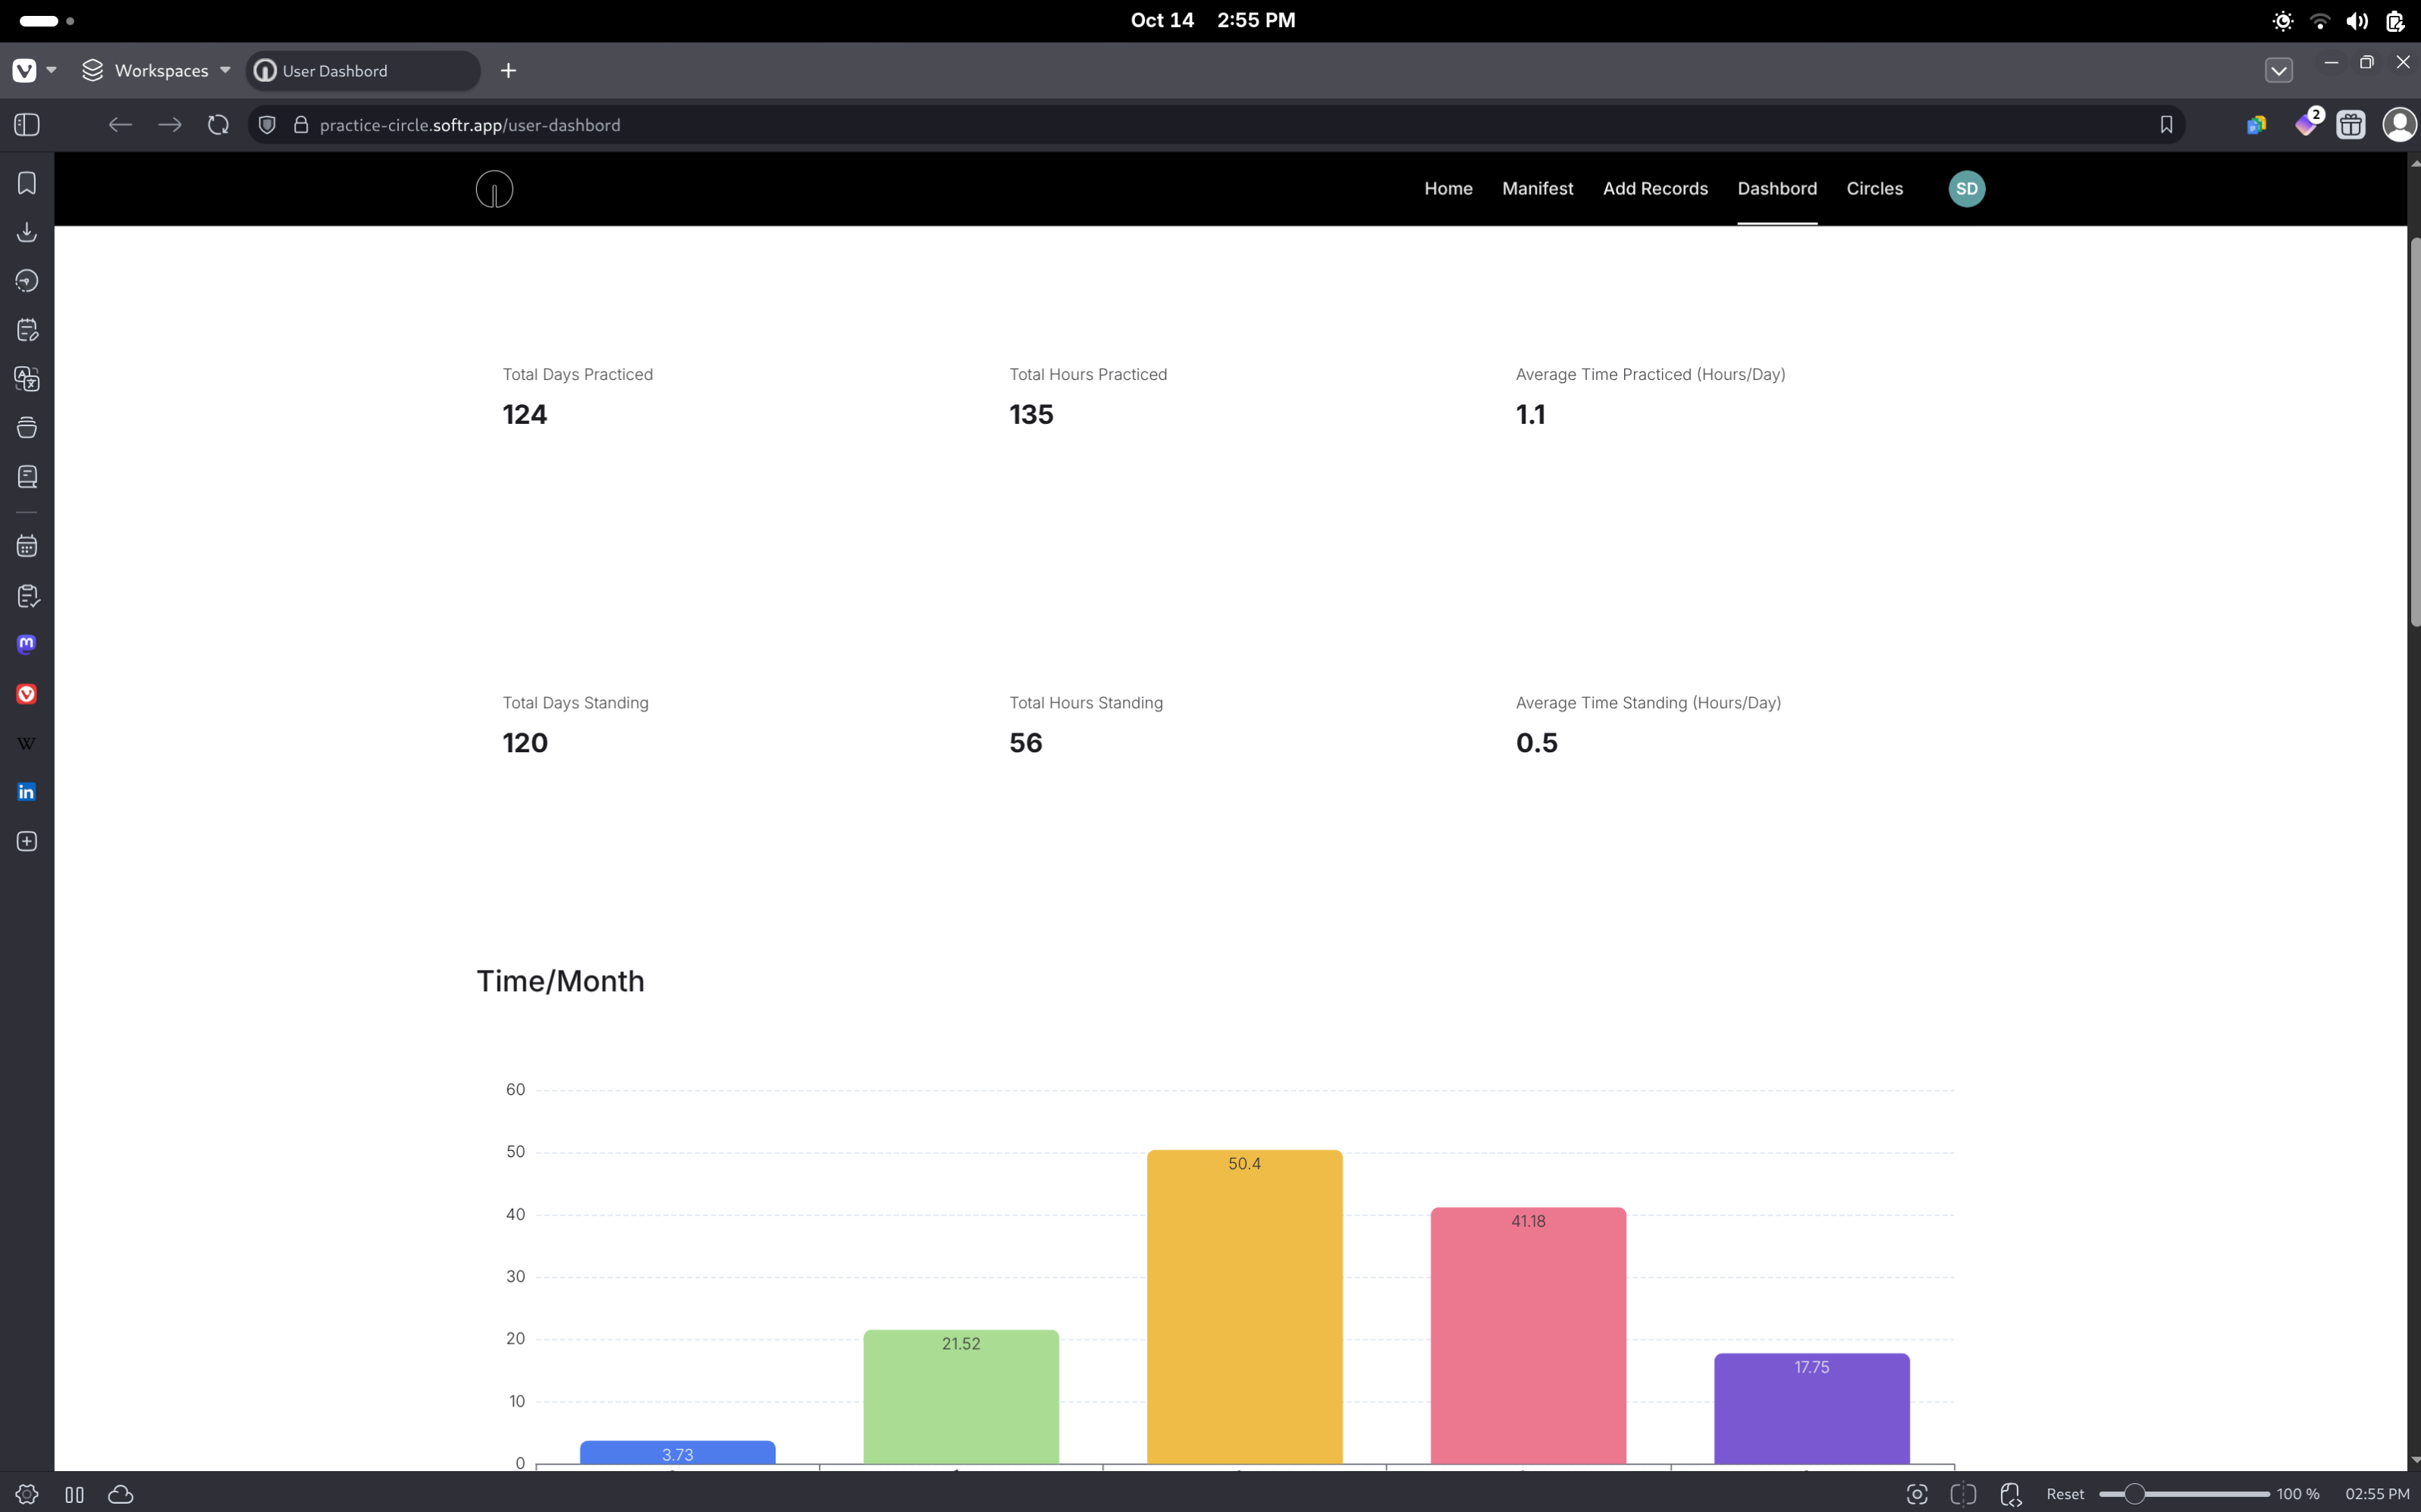 Oct 14 2:55 PM
Workspaces User Dashbord
practice-circle.softr.app/user-dashbord 2
Home Manifest Add Records Dashbord Circles SD
Total Days Practiced Total Hours Practiced Average Time Practiced (Hours/Day)
124 135 1.1
Total Days Standing Total Hours Standing Average Time Standing (Hours/Day)
120 56 0.5
Time/Month
60
50
50.4
40
41.18
30
20
21.52
17.75
10
3.73
0
Reset 100 % 02:55 PM